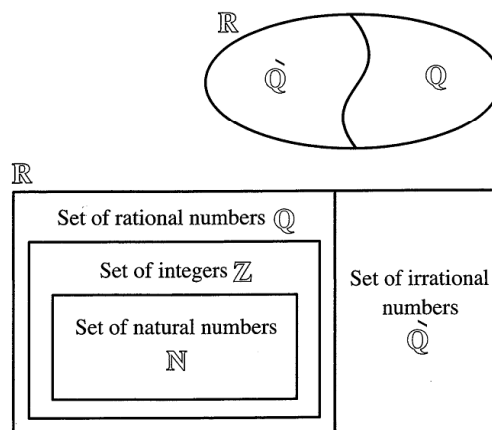 ℝ
ℚ̀ ℚ
ℝ
Set of rational numbers ℚ
Set of integers ℤ
Set of natural numbers
ℕ
Set of irrational
numbers
ℚ̀